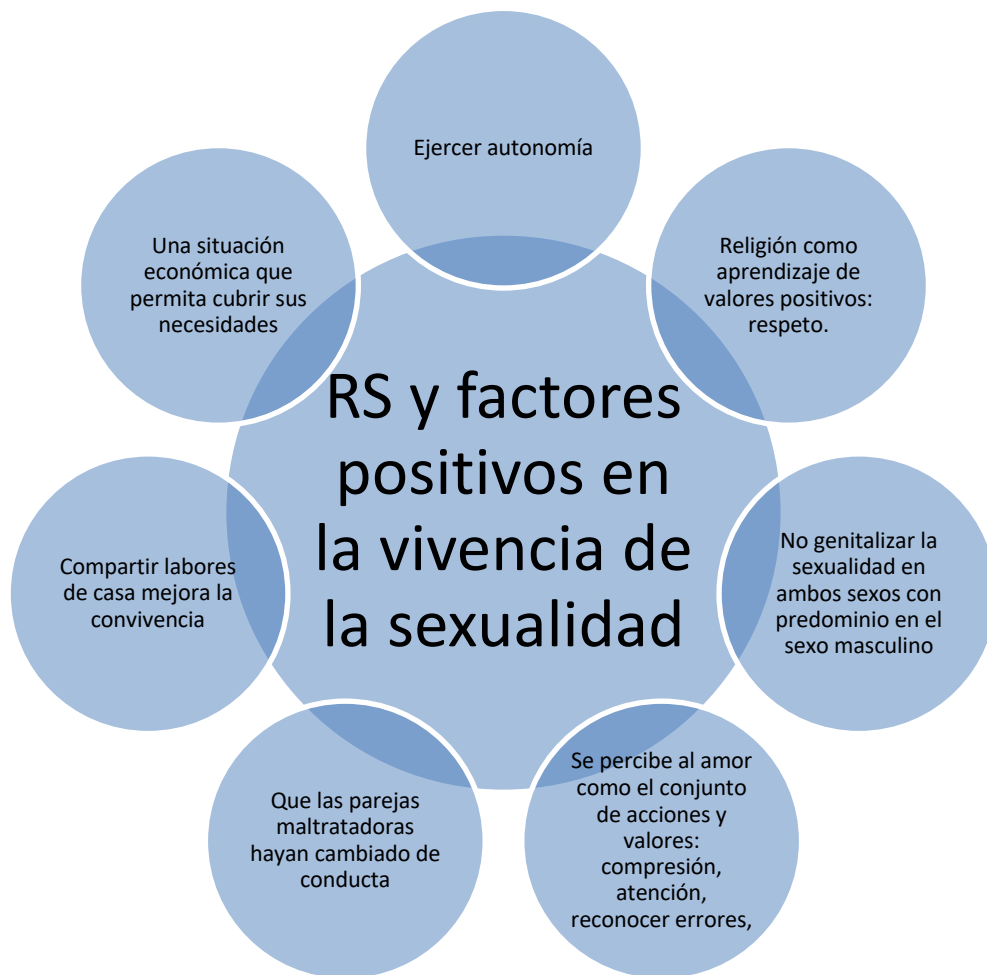 Ejercer autonomía
Religión como
aprendizaje de
valores positivos:
respeto.
No genitalizar la
sexualidad en
ambos sexos con
predominio en el
sexo masculino
Se percibe al amor
como el conjunto
de acciones y
valores:
compresión,
atención,
reconocer errores,
Que las parejas
maltratadoras
hayan cambiado de
conducta
Compartir labores
de casa mejora la
convivencia
Una situación
económica que
permita cubrir sus
necesidades
RS y factores
positivos en
la vivencia de
la sexualidad